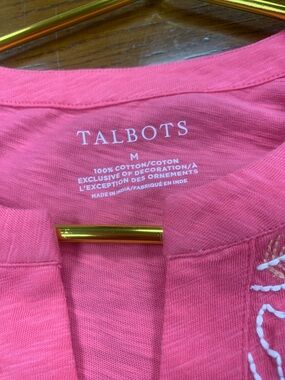 TALBOTS
M
100% COTTON/COTON
EXCLUSIVE OF DECORATION/À
L'EXCEPTION DES ORNEMENTS
MADE IN INDIA/FABRIQUÉ EN INDE